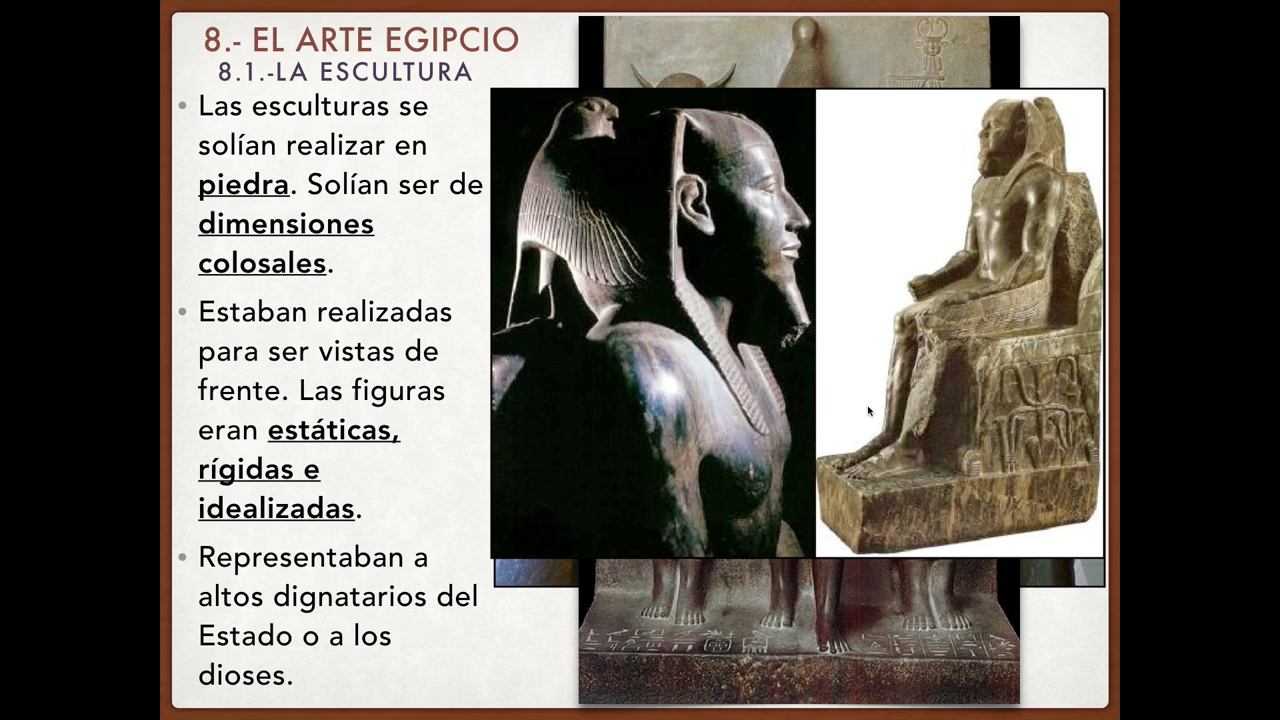 8.- EL ARTE EGIPCIO
8.1.-LA ESCULTURA
• Las esculturas se
solían realizar en
piedra. Solían ser de
dimensiones
colosales.
• Estaban realizadas
para ser vistas de
frente. Las figuras
eran estáticas,
rígidas e
idealizadas.
• Representaban a
altos dignatarios del
Estado o a los
dioses.